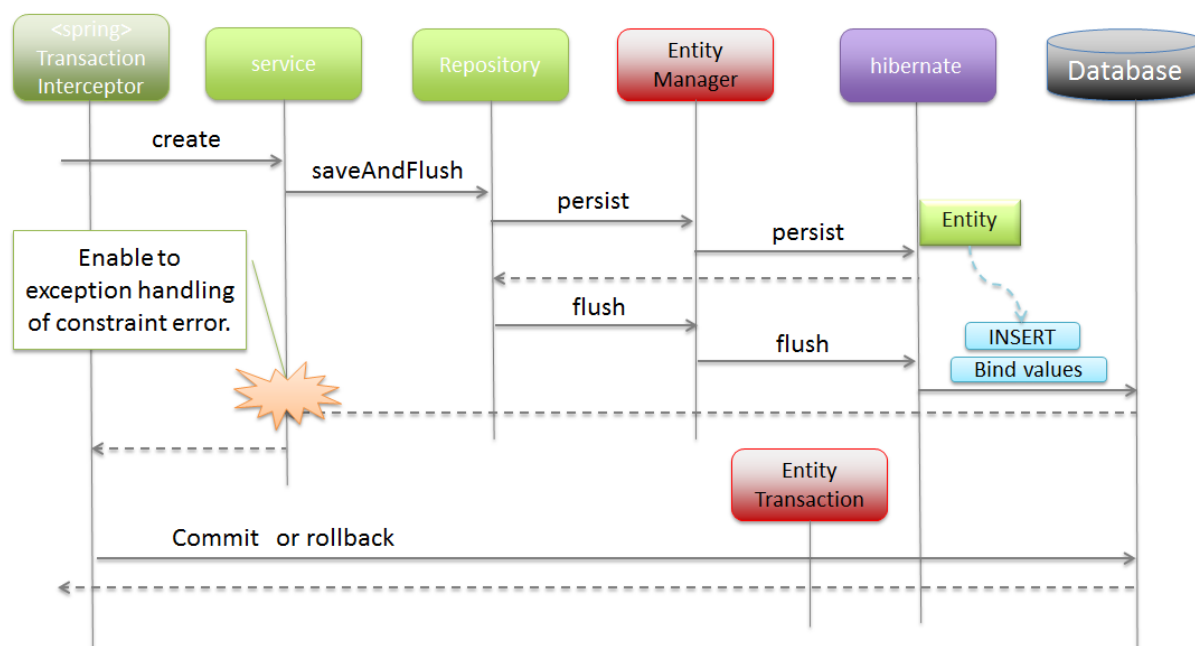 <spring>
Transaction
Interceptor
service
Repository
Entity
Manager
hibernate
Database
create
saveAndFlush
persist
persist
Entity
Enable to
exception handling
of constraint error.
flush
flush
INSERT
Bind values
Entity
Transaction
Commit or rollback